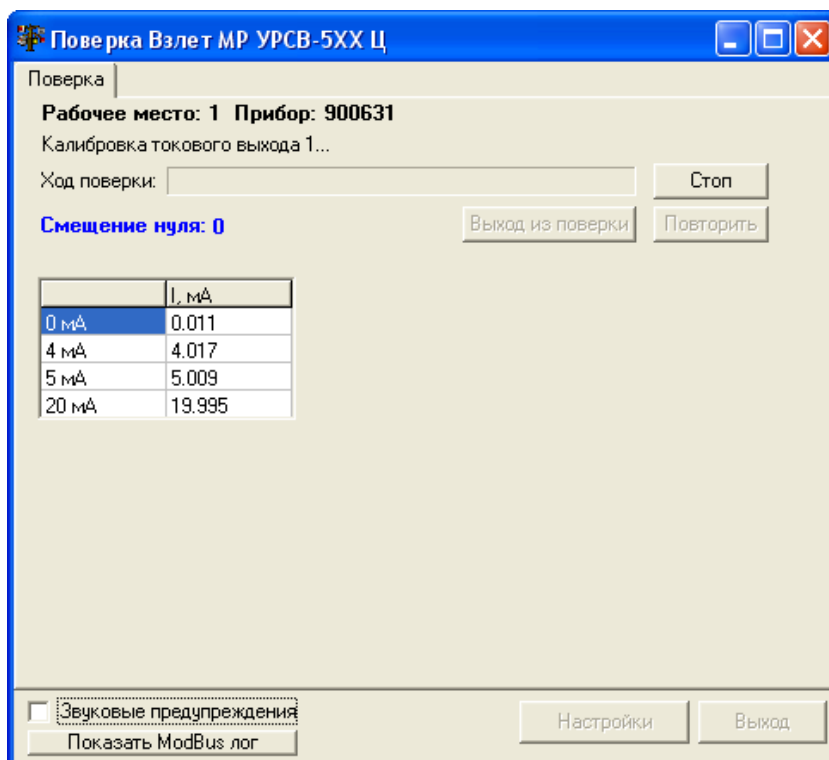 Поверка Взлет МР УРСВ-5ХХ Ц
Поверка
Рабочее место: 1 Прибор: 900631
Калибровка токового выхода 1...
Ход поверки: Стоп
Смещение нуля: 0 Выход из поверки Повторить
I, мА
0 мА 0.011
4 мА 4.017
5 мА 5.009
20 мА 19.995
Звуковые предупреждения
Показать ModBus лог Настройки Выход